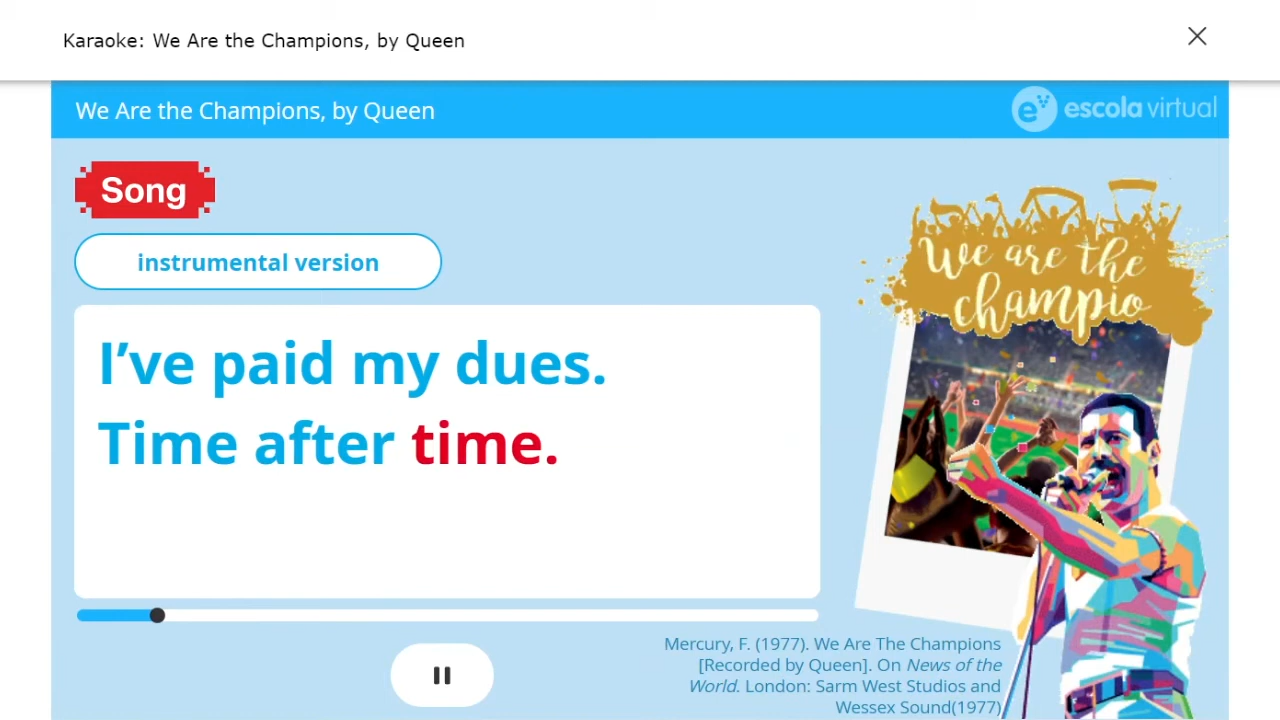 Karaoke: We Are the Champions, by Queen
We Are the Champions, by Queen
escola virtual
Song
instrumental version
I’ve paid my dues.
Time after time.
We are the
champio
Mercury, F. (1977). We Are The Champions
[Recorded by Queen]. On News of the
World. London: Sarm West Studios and
Wessex Sound(1977)